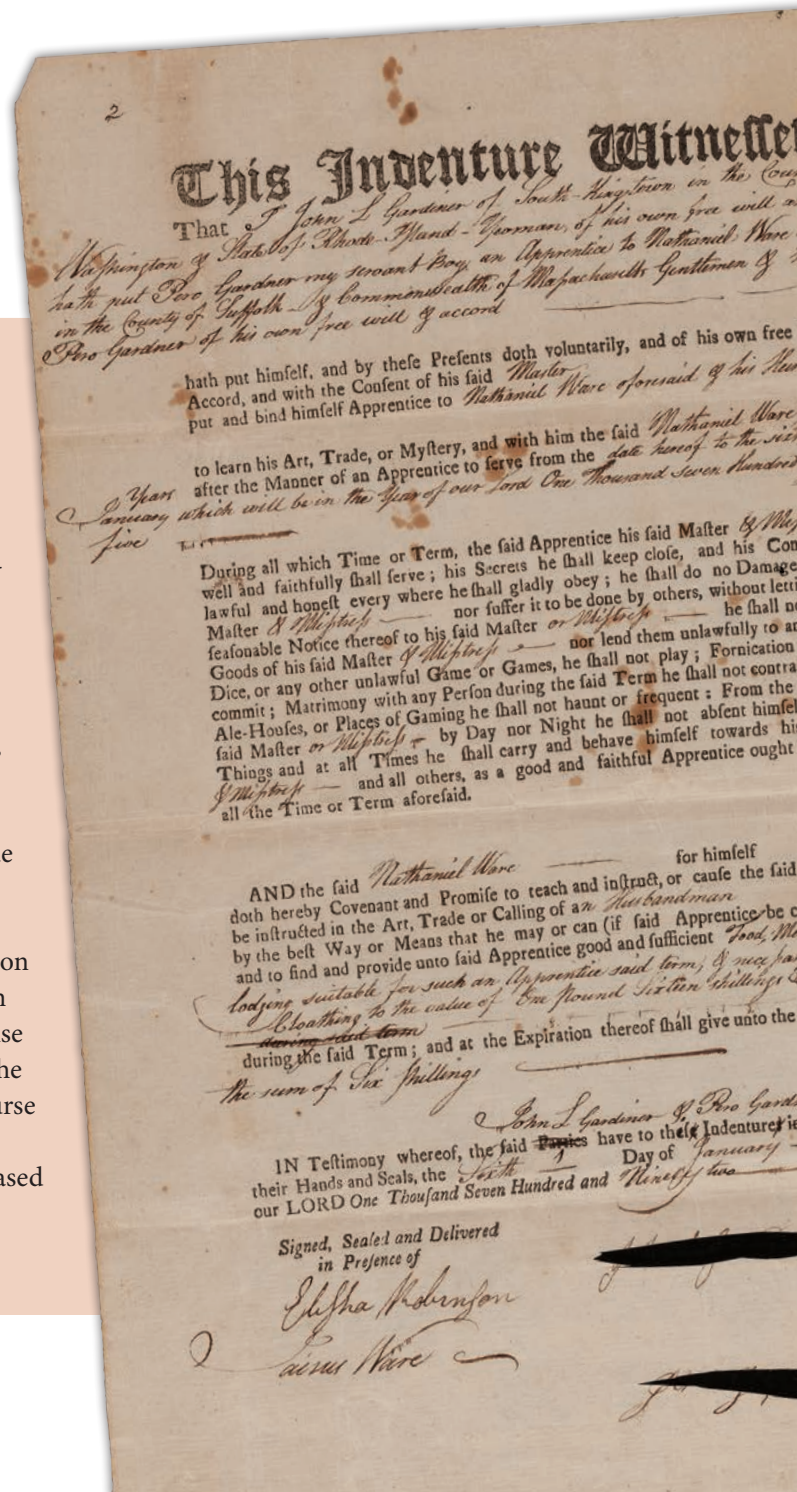 2
This Indenture Witnesseth
That I John L Gardiner of South-Kingstown in the County
Washington & State of Rhode-Island - Yeoman, of his own free will a
hath put Pero Gardner my servant Boy, an Apprentice to Nathaniel Ware
in the County of Suffolk & Commonwealth of Massachusetts Gentlemen &
Pero Gardner of his own free will & accord
hath put himſelf, and by theſe Preſents doth voluntarily, and of his own free
Accord, and with the Conſent of his ſaid Master
put and bind himſelf Apprentice to Nathaniel Ware aforesaid & his Heir
to learn his Art, Trade, or Myſtery, and with him the ſaid Nathaniel Ware
Years after the Manner of an Apprentice to ſerve from the date hereof to the sixt
January which will be in the Year of our Lord One Thousand Seven Hundred
five
During all which Time or Term, the ſaid Apprentice his ſaid Maſter & Mis
well and faithfully ſhall ſerve ; his Secrets he ſhall keep cloſe, and his Com
lawful and honeſt every where he ſhall gladly obey ; he ſhall do no Damage
Maſter & Mistress nor ſuffer it to be done by others, without letti
ſeaſonable Notice thereof to his ſaid Maſter or Mistress he ſhall no
Goods of his ſaid Maſter & Mistress nor lend them unlawfully to an
Dice, or any other unlawful Game or Games, he ſhall not play ; Fornication
commit ; Matrimony with any Perſon during the ſaid Term he ſhall not contra
Ale-Houſes, or Places of Gaming he ſhall not haunt or frequent : From the
ſaid Maſter or Mistress by Day nor Night he ſhall not abſent himſel
Things and at all Times he ſhall carry and behave himſelf towards hi
& Mistress and all others, as a good and faithful Apprentice ought
all the Time or Term aforeſaid.
AND the ſaid Nathaniel Ware for himſelf
doth hereby Covenant and Promiſe to teach and inſtruct, or cauſe the ſaid
be inſtructed in the Art, Trade or Calling of an Husbandman
by the beſt Way or Means that he may or can (if ſaid Apprentice be c
and to find and provide unto ſaid Apprentice good and ſufficient Food,
lodging suitable for such an Apprentice said term, &
Cloathing to the value of One Pound Sixteen shillings
during said term
during the ſaid Term ; and at the Expiration thereof ſhall give unto the
the sum of Six shillings
John L Gardiner & Pero Gard
IN Teſtimony whereof, the ſaid Parties have to theſe Indentures
their Hands and Seals, the Sixth Day of January
our LORD One Thouſand Seven Hundred and Ninety two
Signed, Sealed and Delivered
in Preſence of
Elisha Robinson
Ware
on
he
urse
ased